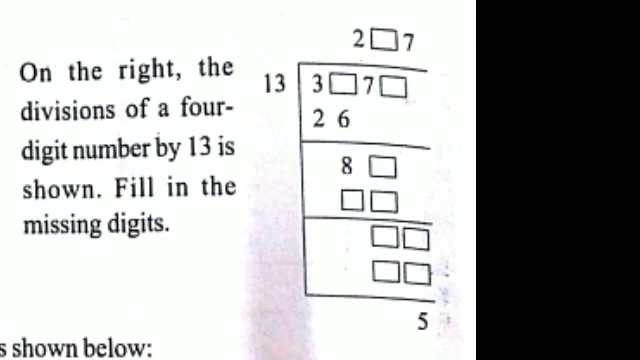 On the right, the
divisions of a four-
digit number by 13 is
shown. Fill in the
missing digits.
2□7
13 3□7□
2 6
8 □
□□
□□
□□
5
s shown below: